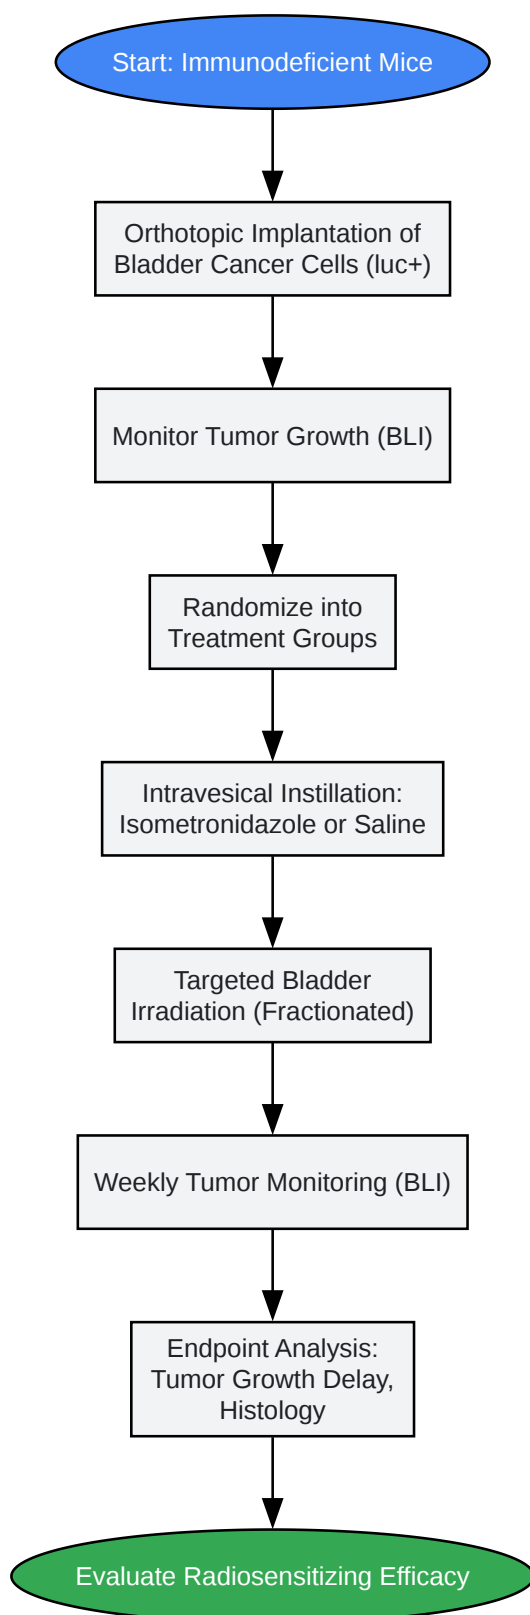 Start: Immunodeficient Mice
Orthotopic Implantation of
Bladder Cancer Cells (luc+)
Monitor Tumor Growth (BLI)
Randomize into
Treatment Groups
Intravesical Instillation:
Isometronidazole or Saline
Targeted Bladder
Irradiation (Fractionated)
Weekly Tumor Monitoring (BLI)
Endpoint Analysis:
Tumor Growth Delay,
Histology
Evaluate Radiosensitizing Efficacy